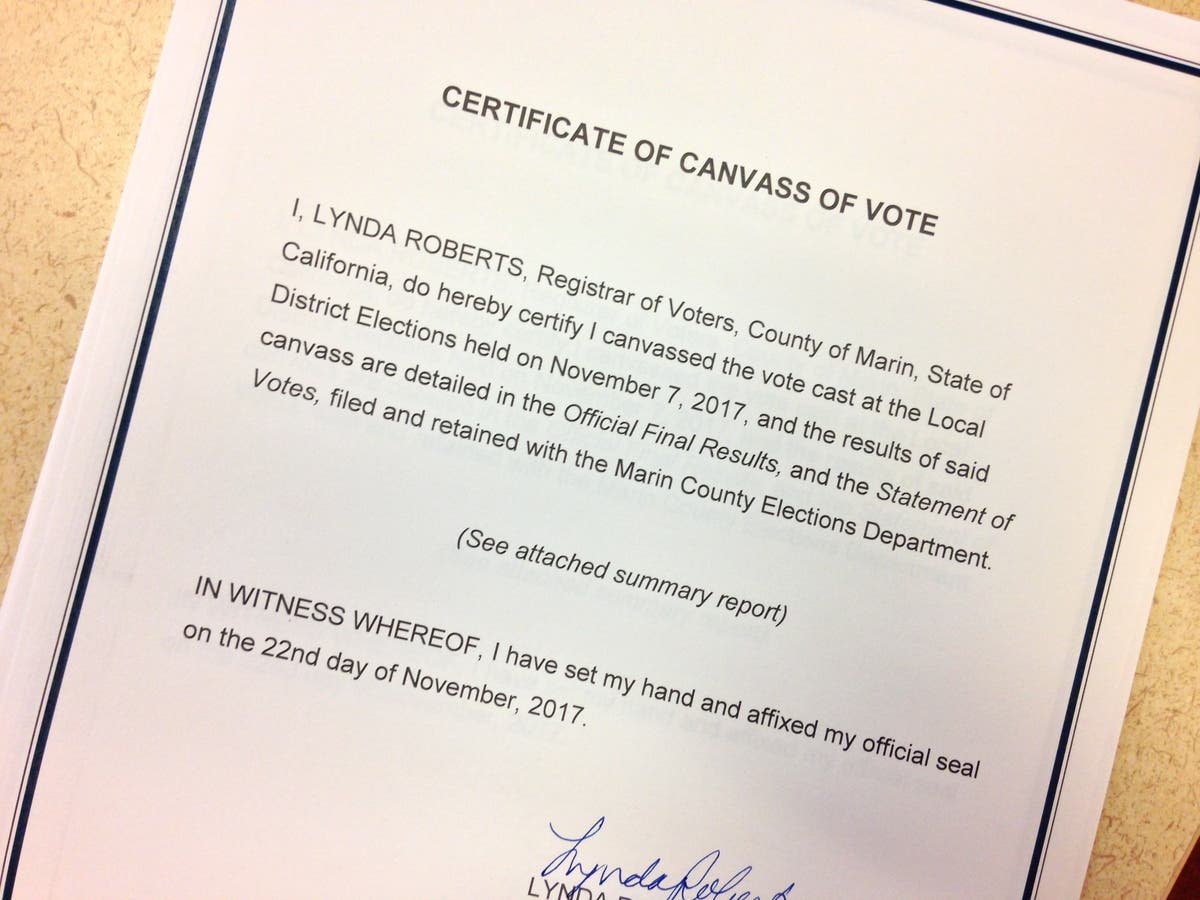 CERTIFICATE OF CANVASS OF VOTE
I, LYNDA ROBERTS, Registrar of Voters, County of Marin, State of
California, do hereby certify I canvassed the vote cast at the Local
District Elections held on November 7, 2017, and the results of said
canvass are detailed in the Official Final Results, and the Statement of
Votes, filed and retained with the Marin County Elections Department.
(See attached summary report)
IN WITNESS WHEREOF, I have set my hand and affixed my official seal
on the 22nd day of November, 2017.
Lynda Roberts
LYNDA